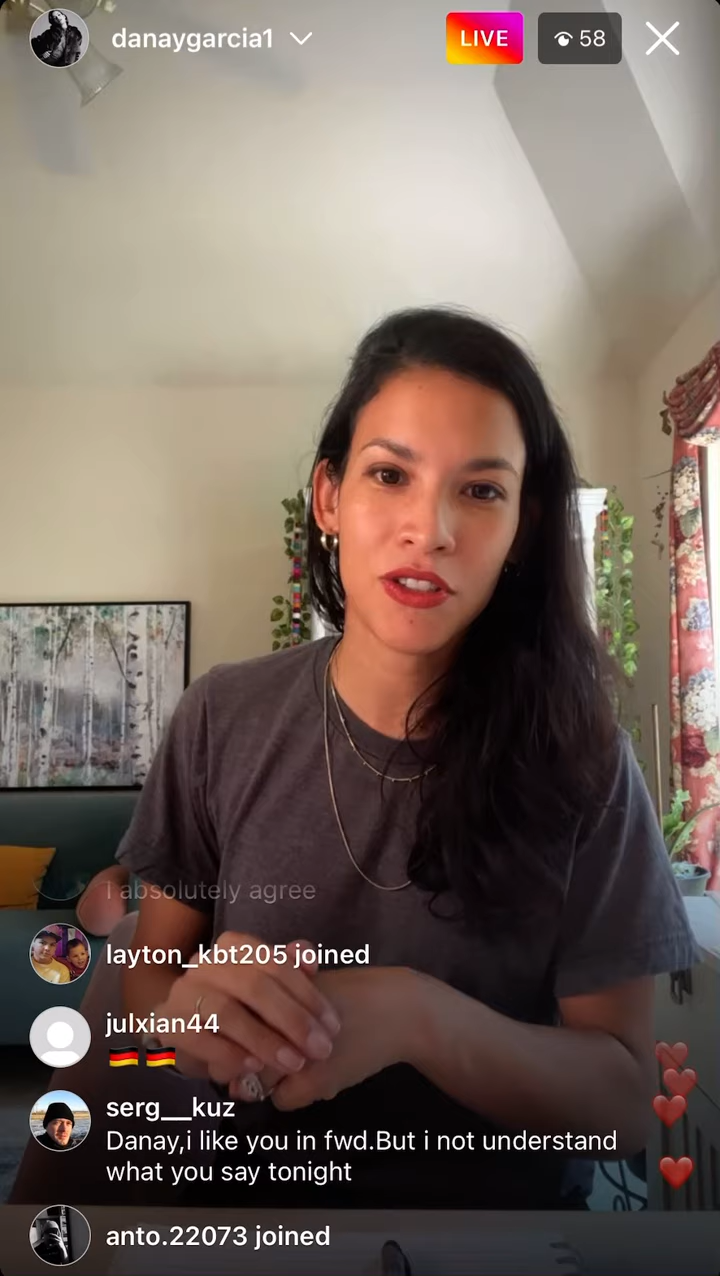 danaygarcia1
LIVE
58
i absolutely agree
layton_kbt205 joined
julxian44
🇩🇪🇩🇪
serg__kuz
Danay,i like you in fwd.But i not understand
what you say tonight
anto.22073 joined